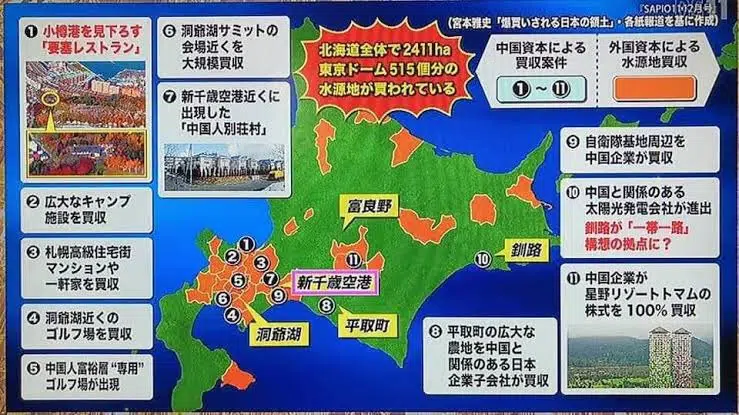 『SAPIO11・12月号』
(宮本雅史「爆買いされる日本の領土」・各紙報道を基に作成)
❶小樽港を見下ろす
「要塞レストラン」
②広大なキャンプ
施設を買収
③札幌高級住宅街
マンションや
一軒家を買収
④洞爺湖近くの
ゴルフ場を買収
⑤中国人富裕層“専用”
ゴルフ場が出現
⑥洞爺湖サミットの
会場近くを
大規模買収
⑦新千歳空港近くに
出現した
「中国人別荘村」
北海道全体で2411ha
東京ドーム515個分の
水源地が買われている
中国資本による
買収案件
❶~⓫
外国資本による
水源地買収
⑨自衛隊基地周辺を
中国企業が買収
⑩中国と関係のある
太陽光発電会社が進出
釧路が「一帯一路」
構想の拠点に?
⑪中国企業が
星野リゾートトマムの
株式を100%買収
⑧平取町の広大な
農地を中国と
関係のある日本
企業子会社が買収
富良野
釧路
新千歳空港
洞爺湖
平取町
①
②
③
⑤
⑦
⑥
④
⑨
⑧
⑪
⑩